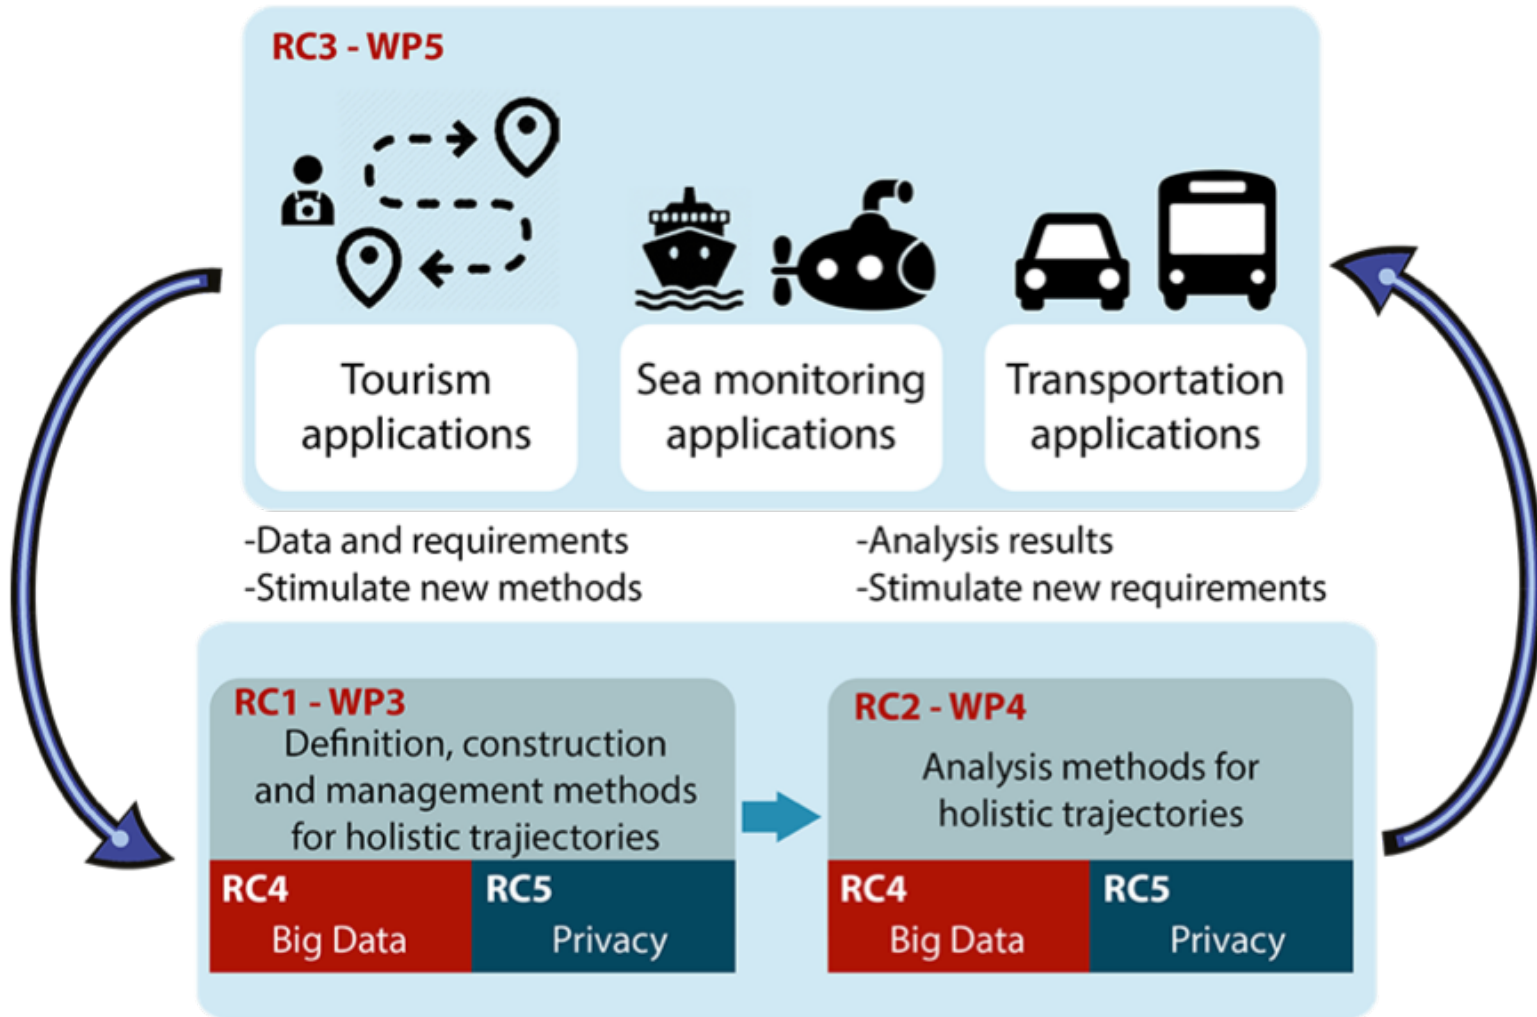 RC3 - WP5
Tourism
applications
Sea monitoring
applications
Transportation
applications
-Data and requirements
-Stimulate new methods
-Analysis results
-Stimulate new requirements
RC1 - WP3
Definition, construction
and management methods
for holistic trajiectories
RC4
Big Data
RC5
Privacy
RC2 - WP4
Analysis methods for
holistic trajectories
RC4
Big Data
RC5
Privacy